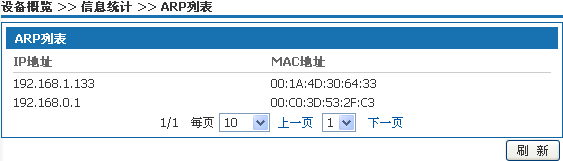 设备概览 >> 信息统计 >> ARP列表
ARP列表
IP地址 MAC地址
192.168.1.133 00:1A:4D:30:64:33
192.168.0.1 00:C0:3D:53:2F:C3
1/1 每页 10 上一页 1 下一页
刷 新